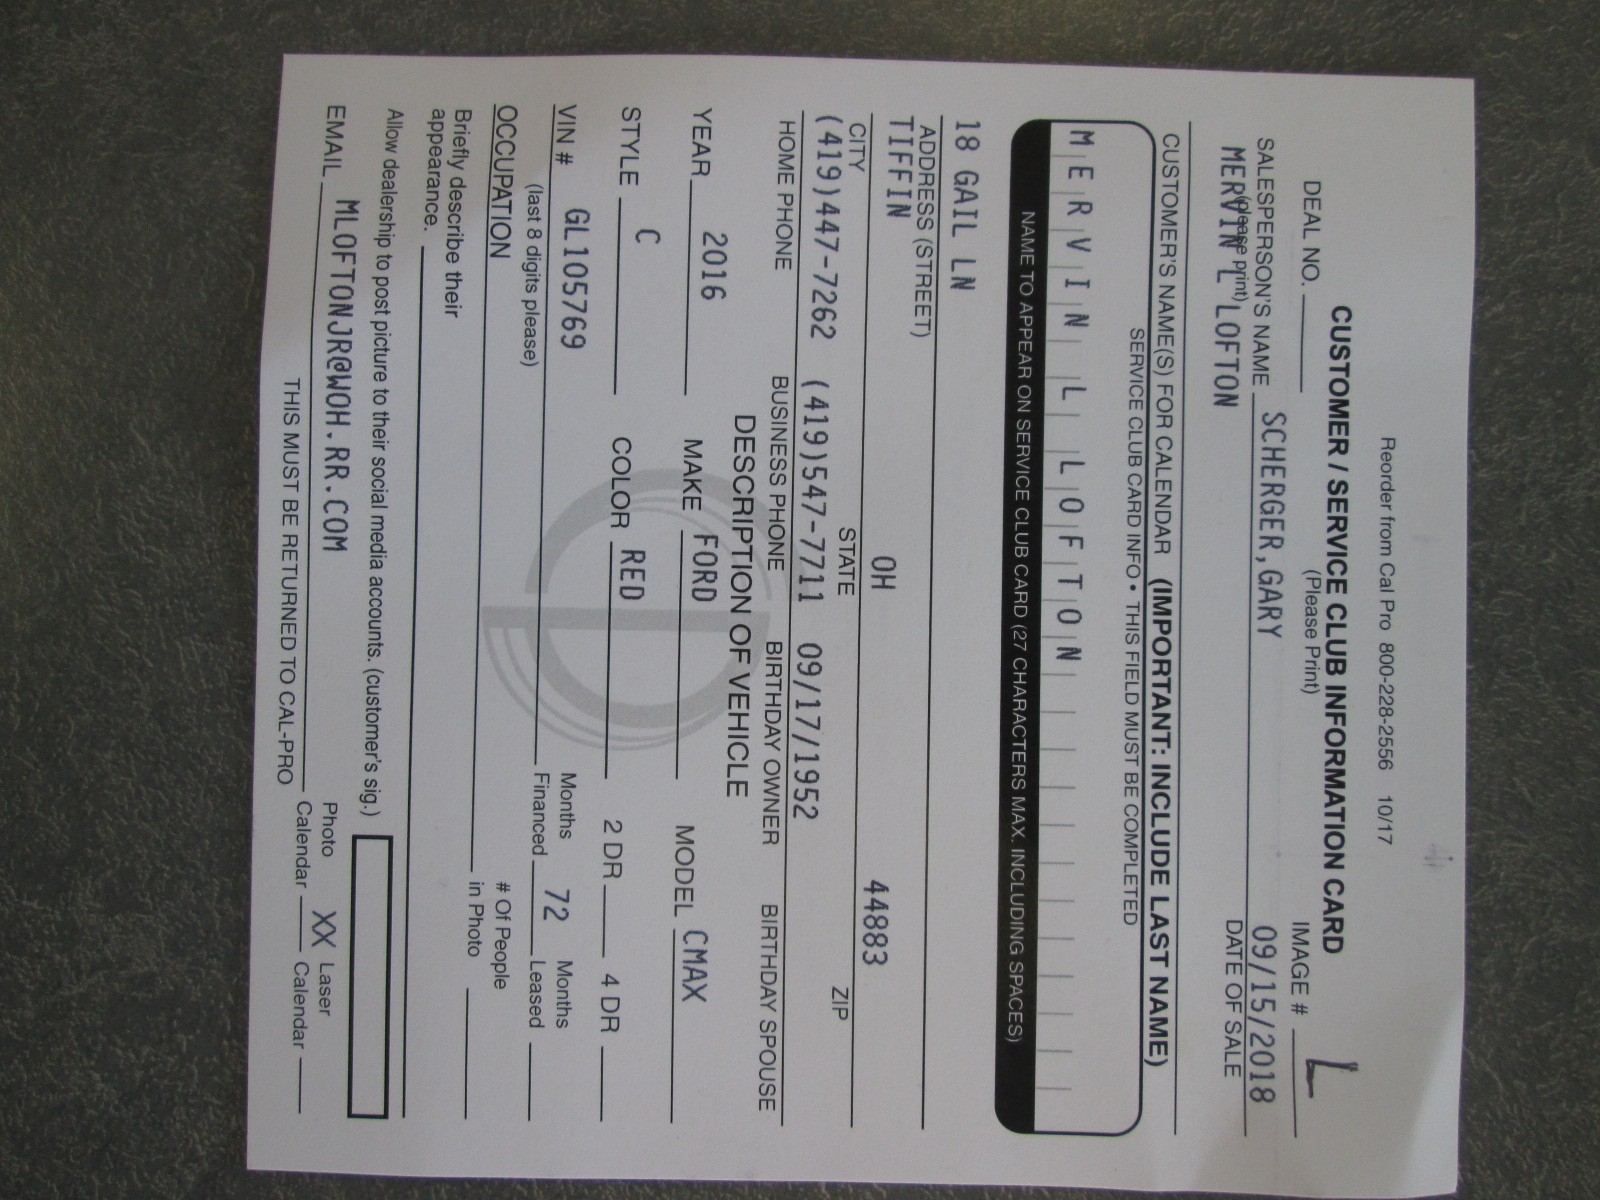 Reorder from Cal Pro 800-228-2556 10/17
CUSTOMER / SERVICE CLUB INFORMATION CARD
(Please Print)
DEAL NO. IMAGE # L
SALESPERSON'S NAME SCHERGER,GARY 09/15/2018
(please print) DATE OF SALE
MERVIN L LOFTON
CUSTOMER'S NAME(S) FOR CALENDAR (IMPORTANT: INCLUDE LAST NAME)
SERVICE CLUB CARD INFO • THIS FIELD MUST BE COMPLETED
MERVIN L LOFTON
NAME TO APPEAR ON SERVICE CLUB CARD (27 CHARACTERS MAX. INCLUDING SPACES)
18 GAIL LN
ADDRESS (STREET)
TIFFIN OH 44883
CITY STATE ZIP
(419)447-7262 (419)547-7711 09/17/1952
HOME PHONE BUSINESS PHONE BIRTHDAY OWNER BIRTHDAY SPOUSE
DESCRIPTION OF VEHICLE
YEAR 2016 MAKE FORD MODEL CMAX
STYLE C COLOR RED 2 DR 4 DR
VIN # GL105769 Months Financed 72 Months Leased
(last 8 digits please)
OCCUPATION # Of People in Photo
Briefly describe their
appearance.
Allow dealership to post picture to their social media accounts. (customer's sig.)
EMAIL MLOFTONJR@WOH.RR.COM Photo Calendar XX Laser Calendar
THIS MUST BE RETURNED TO CAL-PRO